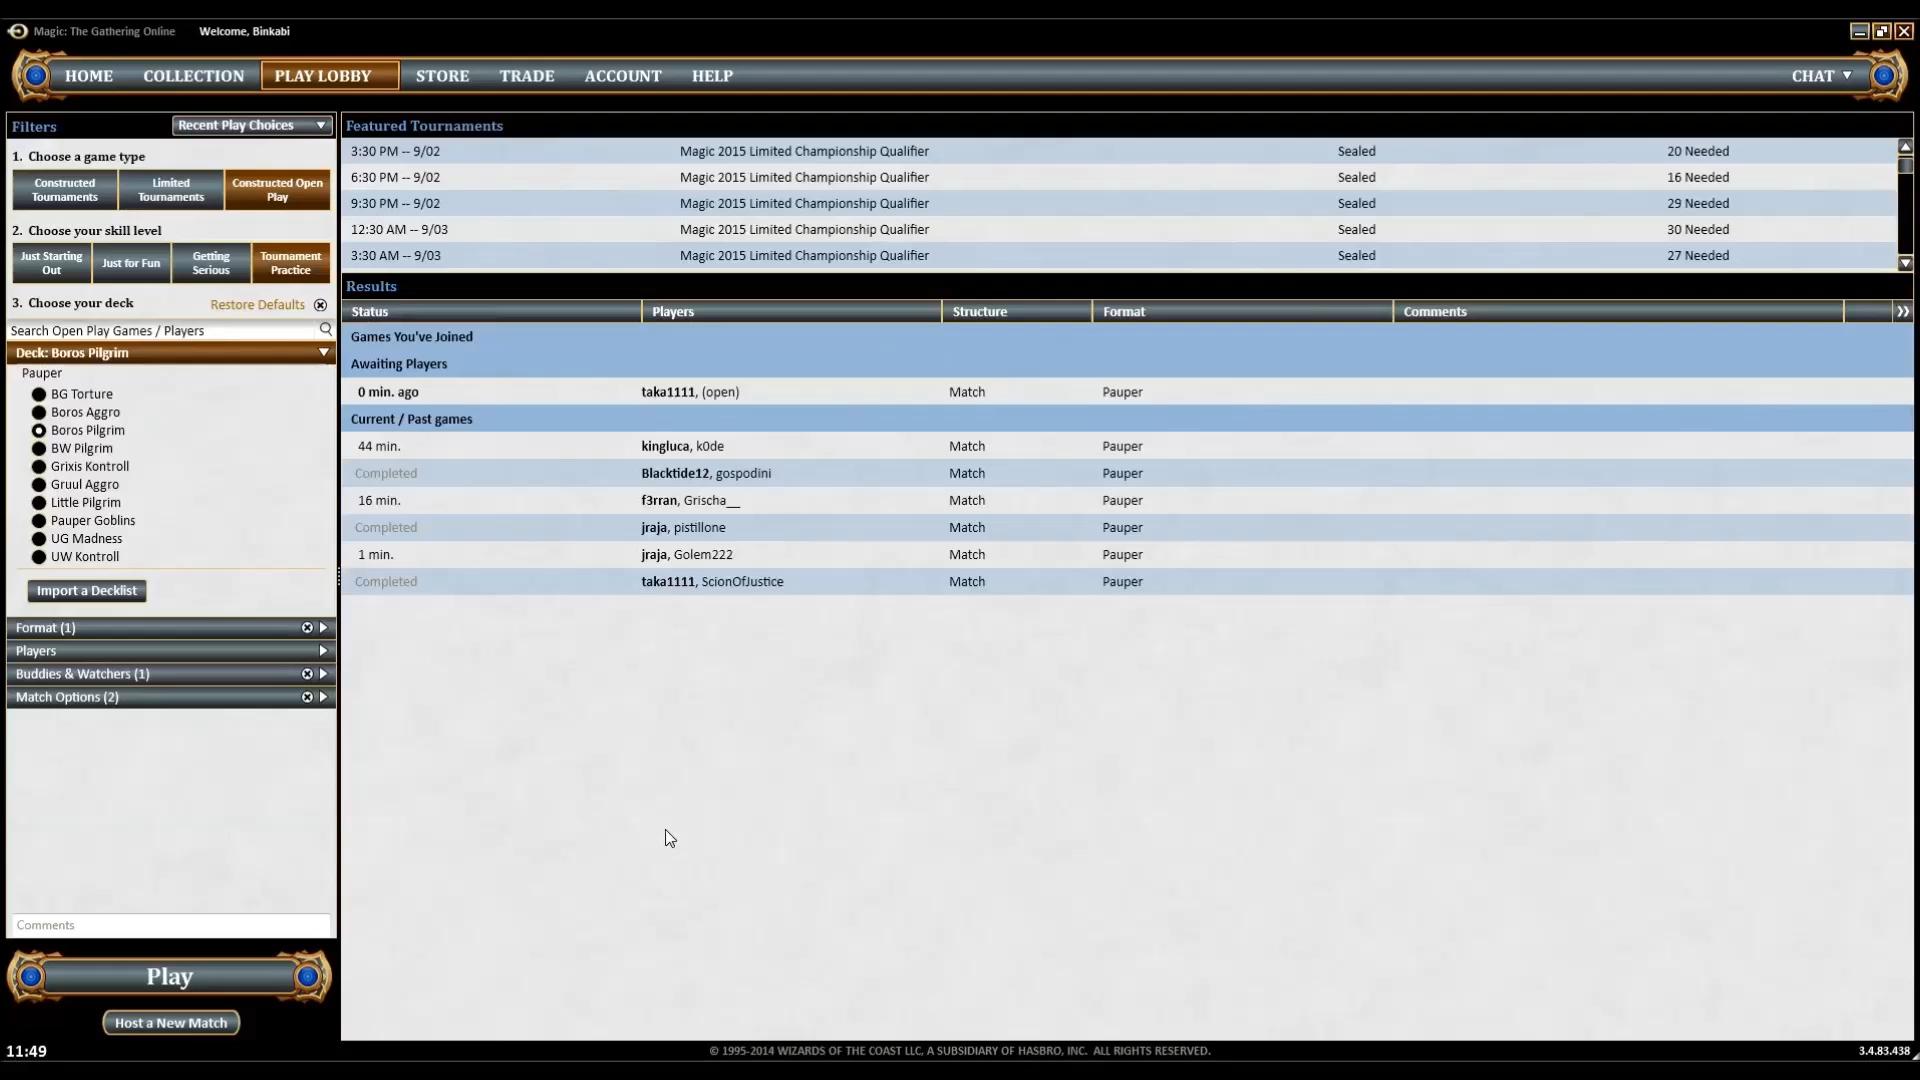 Magic: The Gathering Online Welcome, Binkabi
HOME COLLECTION PLAY LOBBY STORE TRADE ACCOUNT HELP CHAT
Filters Recent Play Choices
1. Choose a game type
Constructed Tournaments Limited Tournaments Constructed Open Play
2. Choose your skill level
Just Starting Out Just for Fun Getting Serious Tournament Practice
3. Choose your deck Restore Defaults
Search Open Play Games / Players
Deck: Boros Pilgrim
Pauper
BG Torture
Boros Aggro
Boros Pilgrim
BW Pilgrim
Grixis Kontroll
Gruul Aggro
Little Pilgrim
Pauper Goblins
UG Madness
UW Kontroll
Import a Decklist
Format (1)
Players
Buddies & Watchers (1)
Match Options (2)
Comments
Play
Host a New Match
11:49
Featured Tournaments
3:30 PM -- 9/02 Magic 2015 Limited Championship Qualifier Sealed 20 Needed
6:30 PM -- 9/02 Magic 2015 Limited Championship Qualifier Sealed 16 Needed
9:30 PM -- 9/02 Magic 2015 Limited Championship Qualifier Sealed 29 Needed
12:30 AM -- 9/03 Magic 2015 Limited Championship Qualifier Sealed 30 Needed
3:30 AM -- 9/03 Magic 2015 Limited Championship Qualifier Sealed 27 Needed
Results
Status Players Structure Format Comments
Games You've Joined
Awaiting Players
0 min. ago taka1111, (open) Match Pauper
Current / Past games
44 min. kingluca, k0de Match Pauper
Completed Blacktide12, gospodini Match Pauper
16 min. f3rran, Grischa__ Match Pauper
Completed jraja, pistillone Match Pauper
1 min. jraja, Golem222 Match Pauper
Completed taka1111, ScionOfJustice Match Pauper
© 1995-2014 WIZARDS OF THE COAST LLC, A SUBSIDIARY OF HASBRO, INC. ALL RIGHTS RESERVED.
3.4.83.438